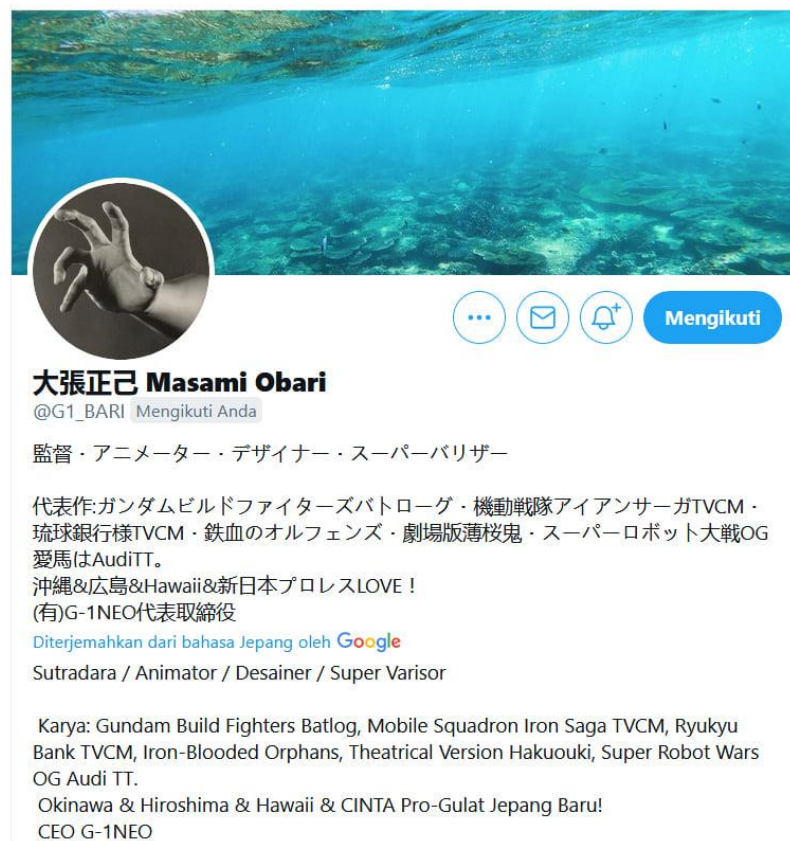 Mengikuti
大張正己 Masami Obari
@G1_BARI Mengikuti Anda
監督・アニメーター・デザイナー・スーパーバリザー
代表作:ガンダムビルドファイターズバトローグ・機動戦隊アイアンサーガTVCM・
琉球銀行様TVCM・鉄血のオルフェンズ・劇場版薄桜鬼・スーパーロボット大戦OG
愛馬はAudiTT。
沖縄&広島&Hawaii&新日本プロレスLOVE！
(有)G-1NEO代表取締役
Diterjemahkan dari bahasa Jepang oleh Google
Sutradara / Animator / Desainer / Super Varisor
Karya: Gundam Build Fighters Batlog, Mobile Squadron Iron Saga TVCM, Ryukyu
Bank TVCM, Iron-Blooded Orphans, Theatrical Version Hakuouki, Super Robot Wars
OG Audi TT.
Okinawa & Hiroshima & Hawaii & CINTA Pro-Gulat Jepang Baru!
CEO G-1NEO